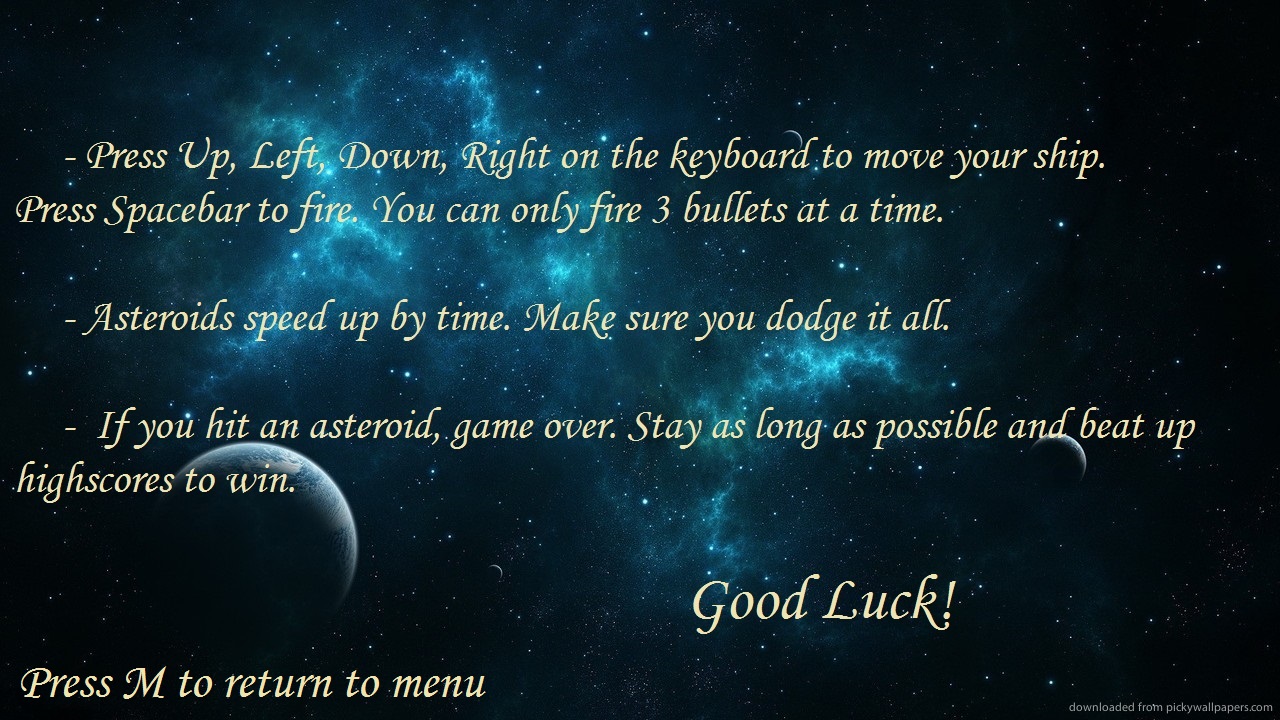 - Press Up, Left, Down, Right on the keyboard to move your ship.
Press Spacebar to fire. You can only fire 3 bullets at a time.
- Asteroids speed up by time. Make sure you dodge it all.
- If you hit an asteroid, game over. Stay as long as possible and beat up
highscores to win.
Good Luck!
Press M to return to menu
downloaded from pickywallpapers.com